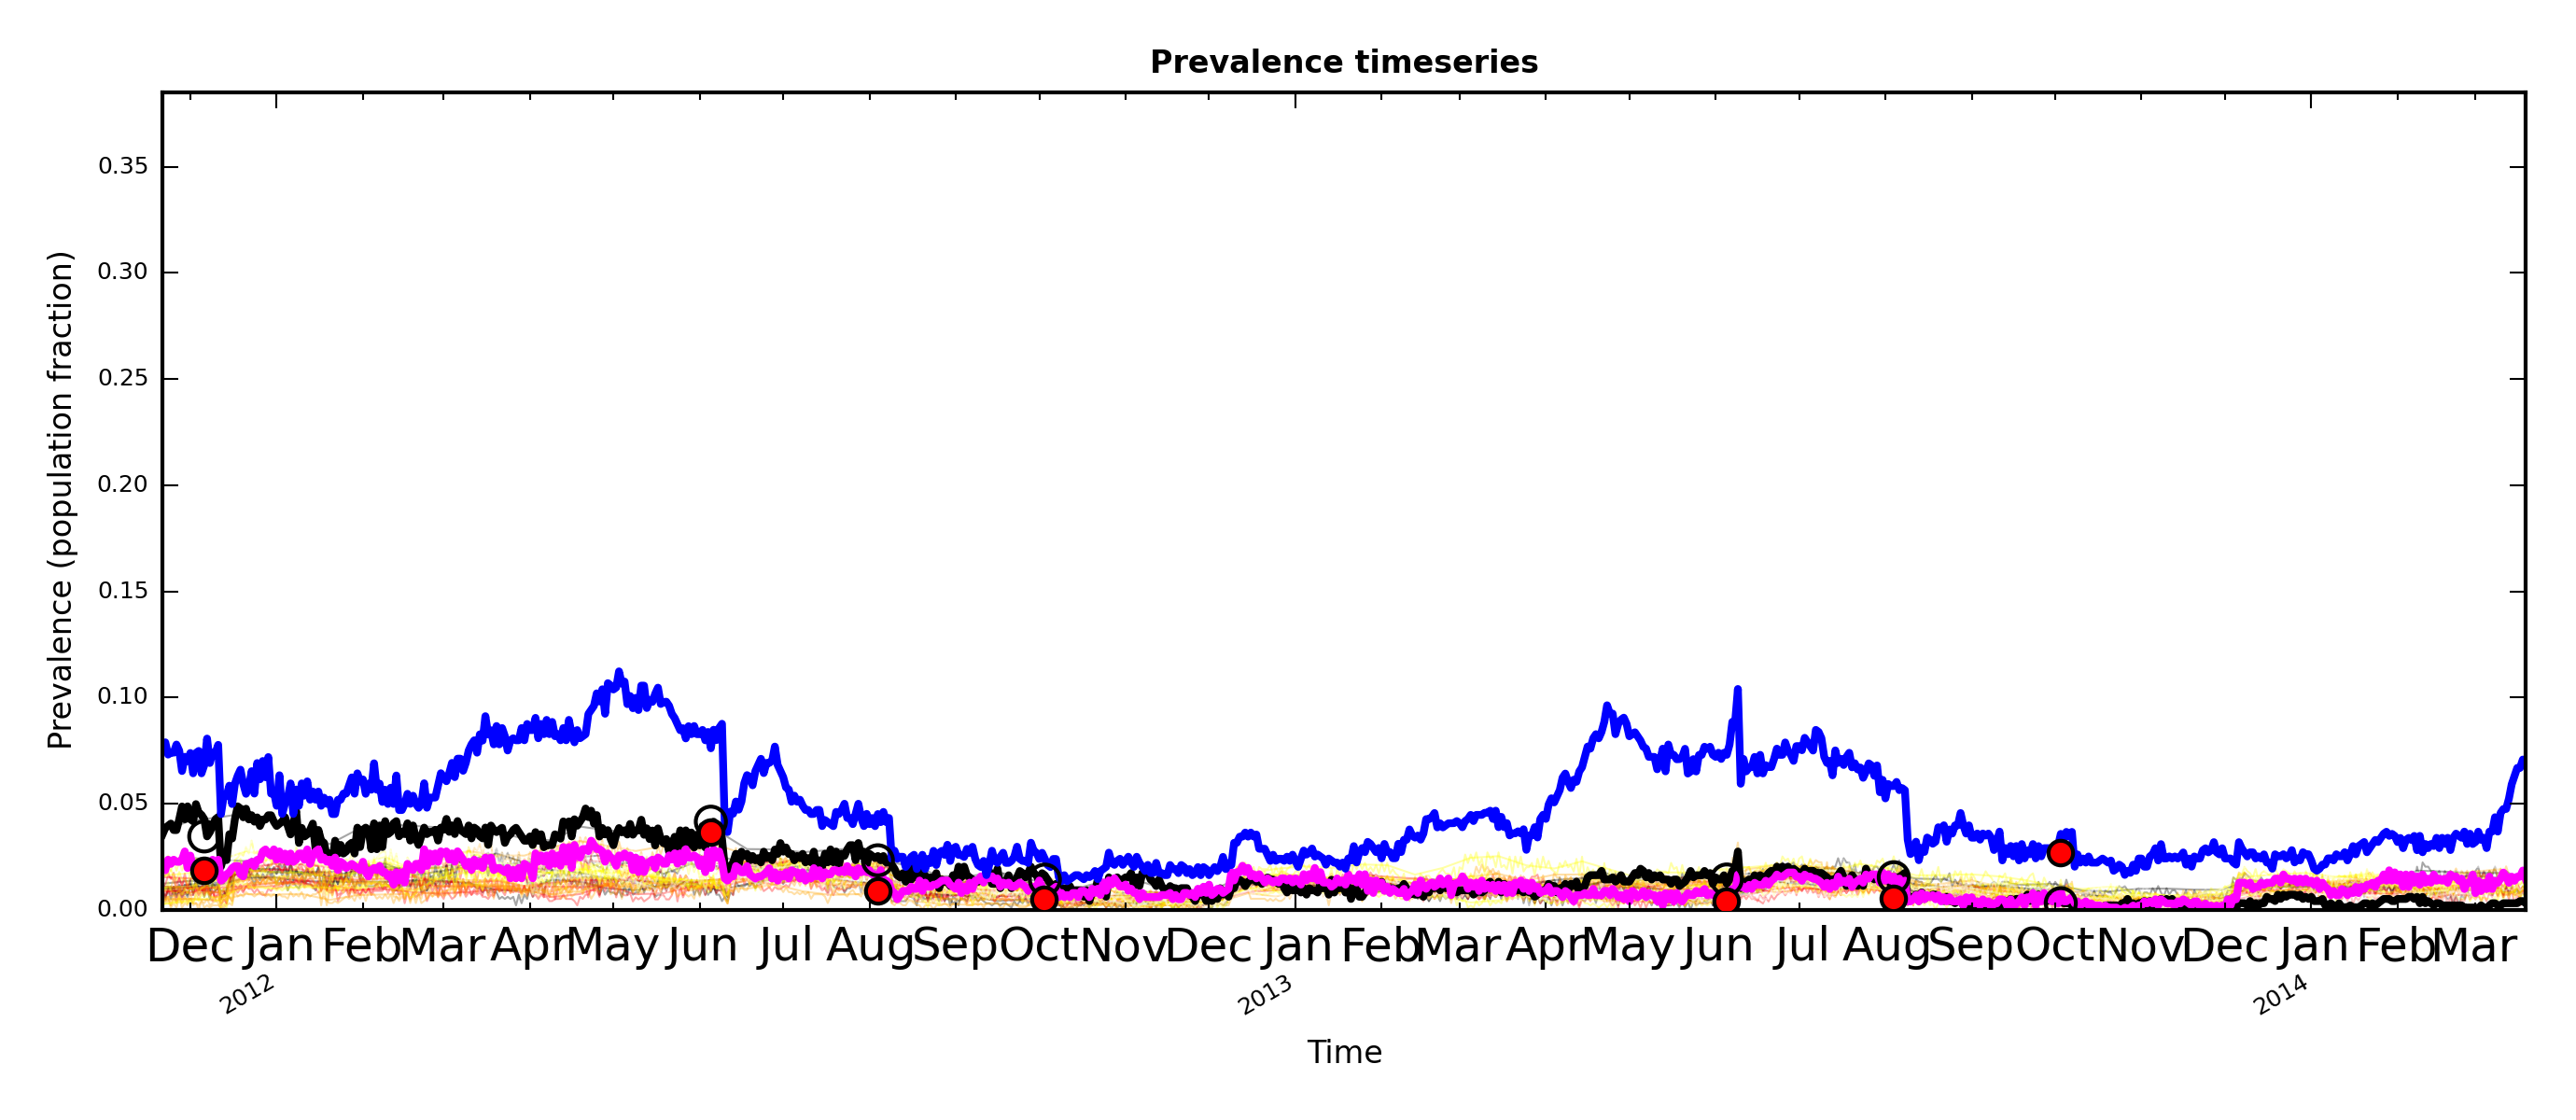 Prevalence timeseries
Prevalence (population fraction)
0.35
0.30
0.25
0.20
0.15
0.10
0.05
0.00
Dec Jan Feb Mar Apr May Jun Jul Aug Sep Oct Nov Dec Jan Feb Mar Apr May Jun Jul Aug Sep Oct Nov Dec Jan Feb Mar
2012 2013 2014
Time